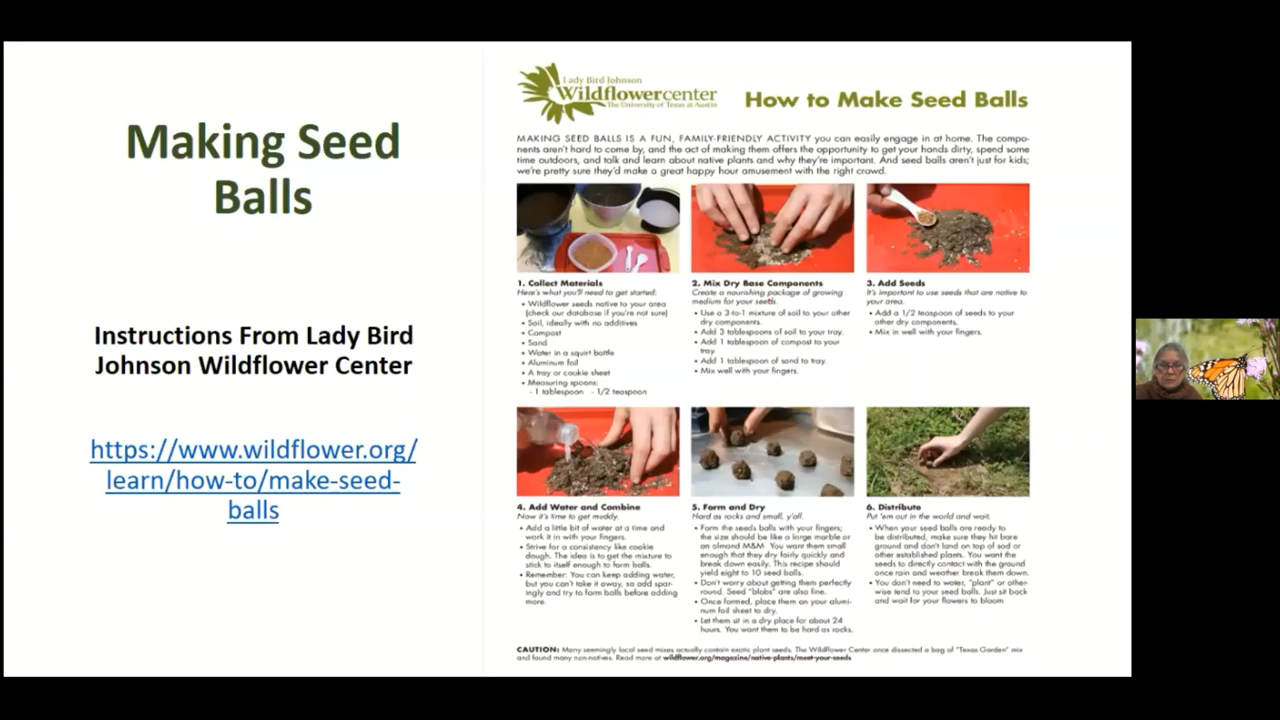 Making Seed
Balls
Instructions From Lady Bird
Johnson Wildflower Center
https://www.wildflower.org/
learn/how-to/make-seed-
balls
Lady Bird Johnson
Wildflowercenter
The University of Texas at Austin
How to Make Seed Balls
MAKING SEED BALLS IS A FUN, FAMILY-FRIENDLY ACTIVITY you can easily engage in at home. The compo-
nents aren't hard to come by, and the act of making them offers the opportunity to get your hands dirty, spend some
time outdoors, and talk and learn about native plants and why they're important. And seed balls aren't just for kids;
we're pretty sure they'd make a great happy hour amusement with the right crowd.
1. Collect Materials
Here's what you'll need to get started:
• Wildflower seeds native to your area
(check our database if you're not sure)
• Soil, ideally with no additives
• Compost
• Sand
• Water in a squirt bottle
• Aluminum foil
• A tray or cookie sheet
• Measuring spoons:
- 1 tablespoon - 1/2 teaspoon
2. Mix Dry Base Components
Create a nourishing package of growing
medium for your seeds.
• Use a 3-to-1 mixture of soil to your other
dry components.
• Add 3 tablespoons of soil to your tray.
• Add 1 tablespoon of compost to your
tray.
• Add 1 tablespoon of sand to tray.
• Mix well with your fingers.
3. Add Seeds
It's important to use seeds that are native to
your area.
• Add a 1/2 teaspoon of seeds to your
other dry components.
• Mix in well with your fingers.
4. Add Water and Combine
Now it's time to get muddy.
• Add a little bit of water at a time and
work it in with your fingers.
• Strive for a consistency like cookie
dough. The idea is to get the mixture to
stick to itself enough to form balls.
• Remember: You can keep adding water,
but you can't take it away, so add spar-
ingly and try to form balls before adding
more.
5. Form and Dry
Hard as rocks and small, y'all.
• Form the seeds balls with your fingers;
the size should be like a large marble or
an almond M&M. You want them small
enough that they dry fairly quickly and
break down easily. This recipe should
yield eight to 10 seed balls.
• Don't worry about getting them perfectly
round. Seed "blobs" are also fine.
• Once formed, place them on your alumi-
num foil sheet to dry.
• Let them sit in a dry place for about 24
hours. You want them to be hard as rocks.
6. Distribute
Put 'em out in the world and wait.
• When your seed balls are ready to
be distributed, make sure they hit bare
ground and don't land on top of sod or
other established plants. You want the
seeds to directly contact with the ground
once rain and weather break them down.
• You don't need to water, "plant" or other-
wise tend to your seed balls. Just sit back
and wait for your flowers to bloom
CAUTION: Many seemingly local seed mixes actually contain exotic plant seeds. The Wildflower Center once dissected a bag of "Texas Garden" mix
and found many non-natives. Read more at wildflower.org/magazine/native-plants/meet-your-seeds